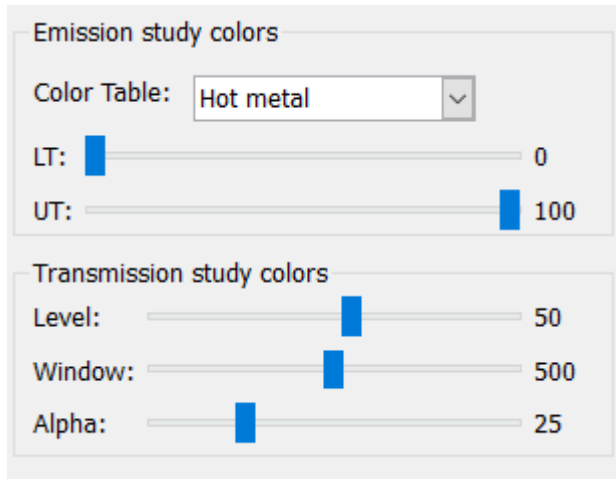 Emission study colors
Color Table: Hot metal
LT: 0
UT: 100
Transmission study colors
Level: 50
Window: 500
Alpha: 25